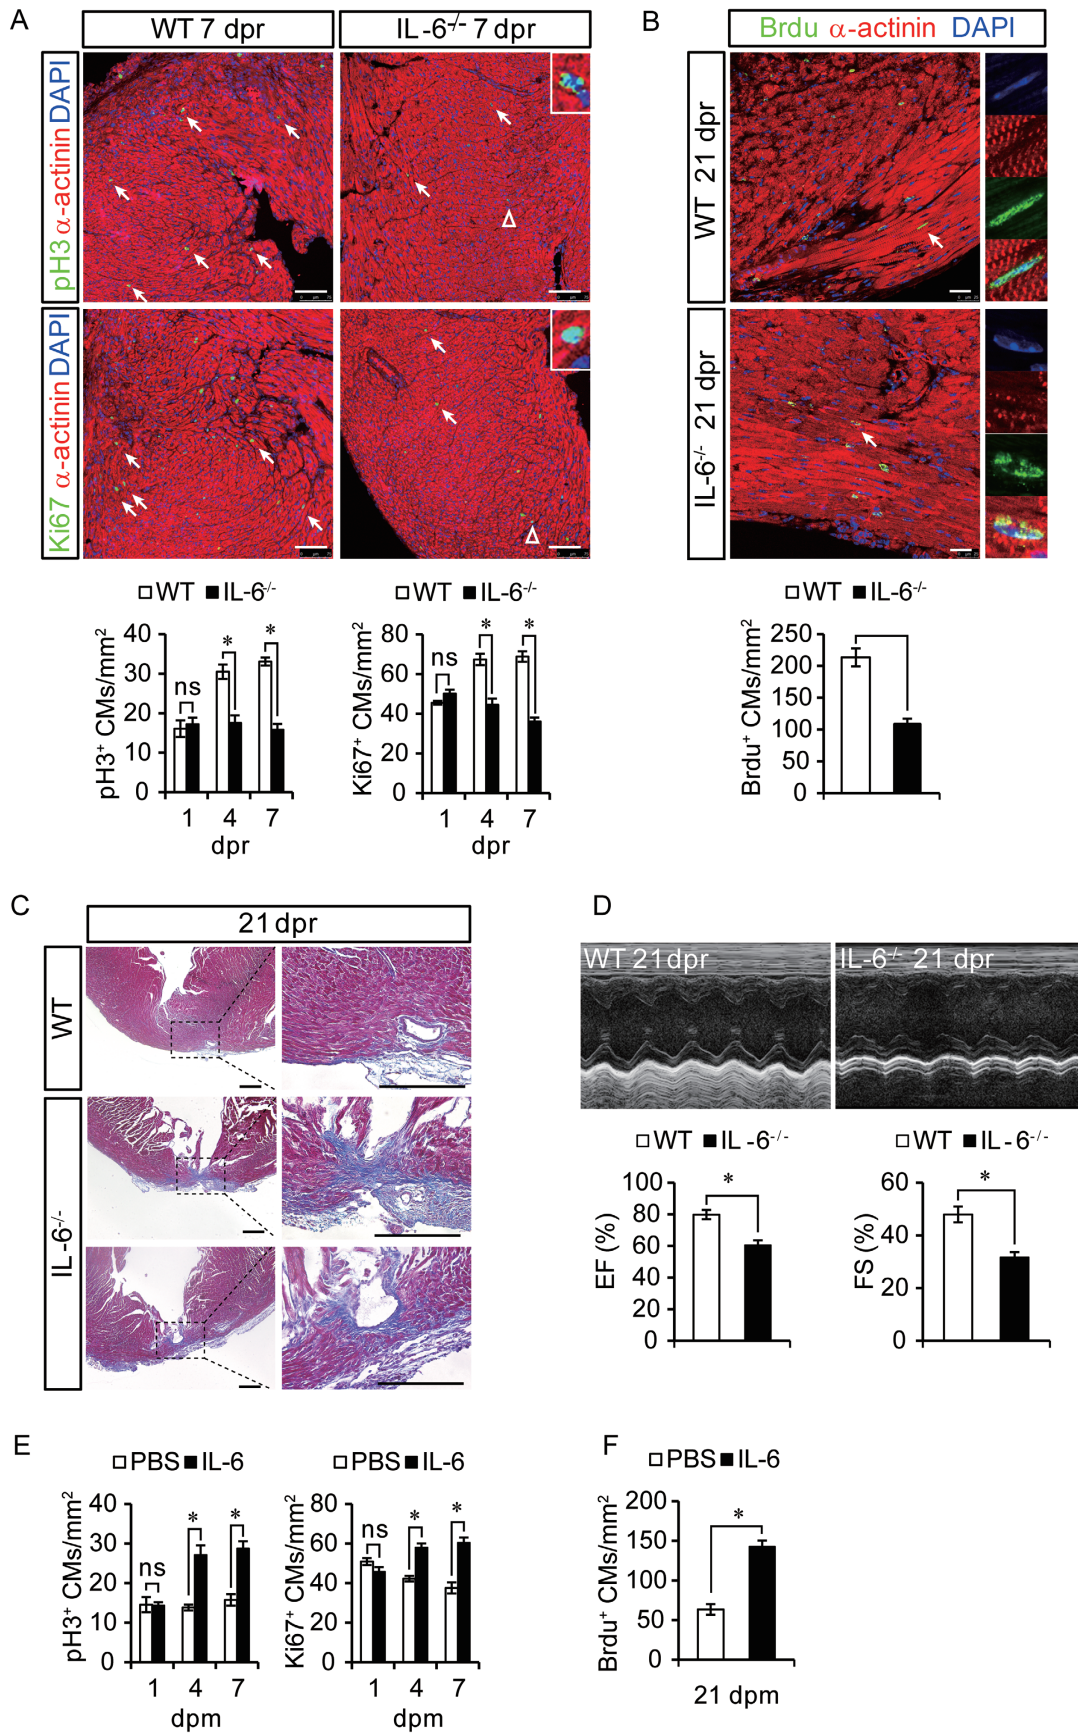 A
WT 7 dpr
IL-6-/- 7 dpr
pH3 α-actinin DAPI
Ki67 α-actinin DAPI
B
Brdu α-actinin DAPI
WT 21 dpr
IL-6-/- 21 dpr
WT IL-6-/-
pH3+ CMs/mm2
40
30
20
10
0
ns
*
*
1 4 7
dpr
WT IL-6-/-
Ki67+ CMs/mm2
80
60
40
20
0
ns
*
*
1 4 7
dpr
WT IL-6-/-
Brdu+ CMs/mm2
250
200
150
100
50
0
C
21 dpr
WT
IL-6-/-
D
WT 21dpr
IL-6-/- 21 dpr
WT IL-6-/-
EF (%)
100
80
60
40
20
0
*
WT IL-6-/-
FS (%)
60
40
20
0
*
E
PBS IL-6
pH3+ CMs/mm2
40
30
20
10
0
ns
*
*
1 4 7
dpm
PBS IL-6
Ki67+ CMs/mm2
80
60
40
20
0
ns
*
*
1 4 7
dpm
F
PBS IL-6
Brdu+ CMs/mm2
200
150
100
50
0
*
21 dpm